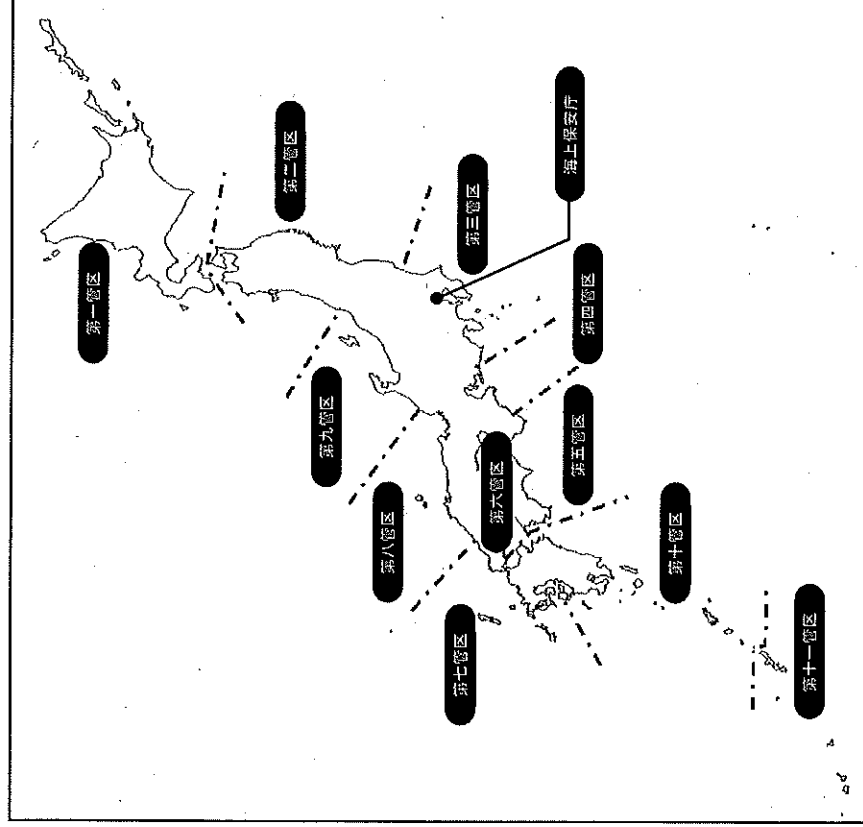 第一管区
第二管区
第三管区
海上保安庁
第四管区
第五管区
第六管区
第七管区
第八管区
第九管区
第十管区
第十一管区